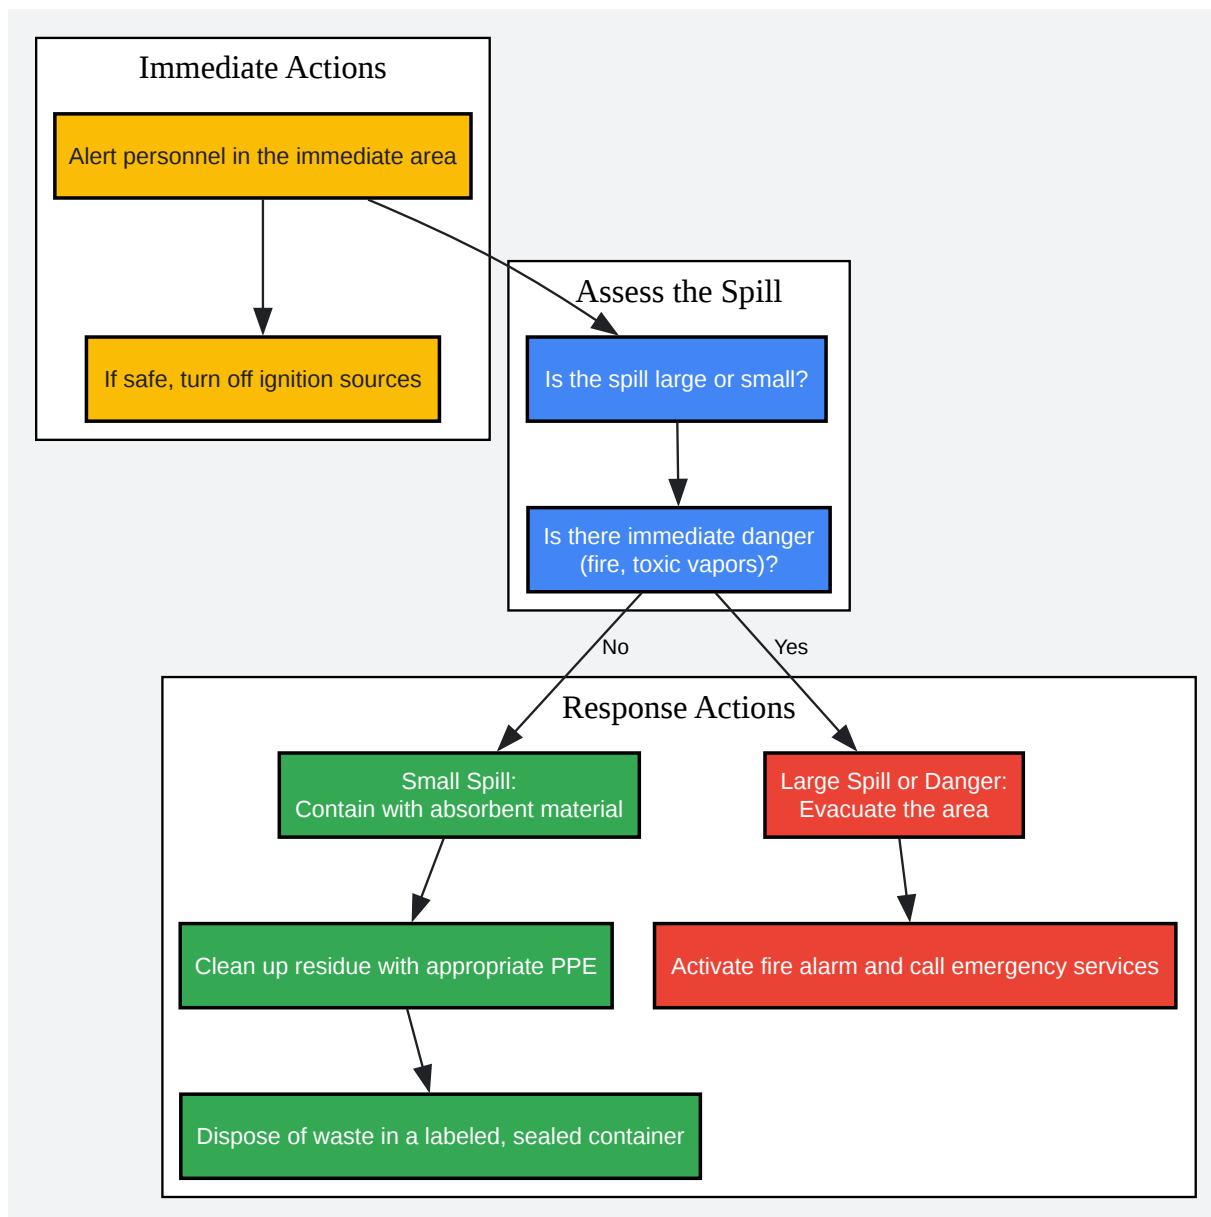 Immediate Actions
Alert personnel in the immediate area
If safe, turn off ignition sources
Assess the Spill
Is the spill large or small?
Is there immediate danger
(fire, toxic vapors)?
No
Yes
Response Actions
Small Spill:
Contain with absorbent material
Large Spill or Danger:
Evacuate the area
Clean up residue with appropriate PPE
Activate fire alarm and call emergency services
Dispose of waste in a labeled, sealed container